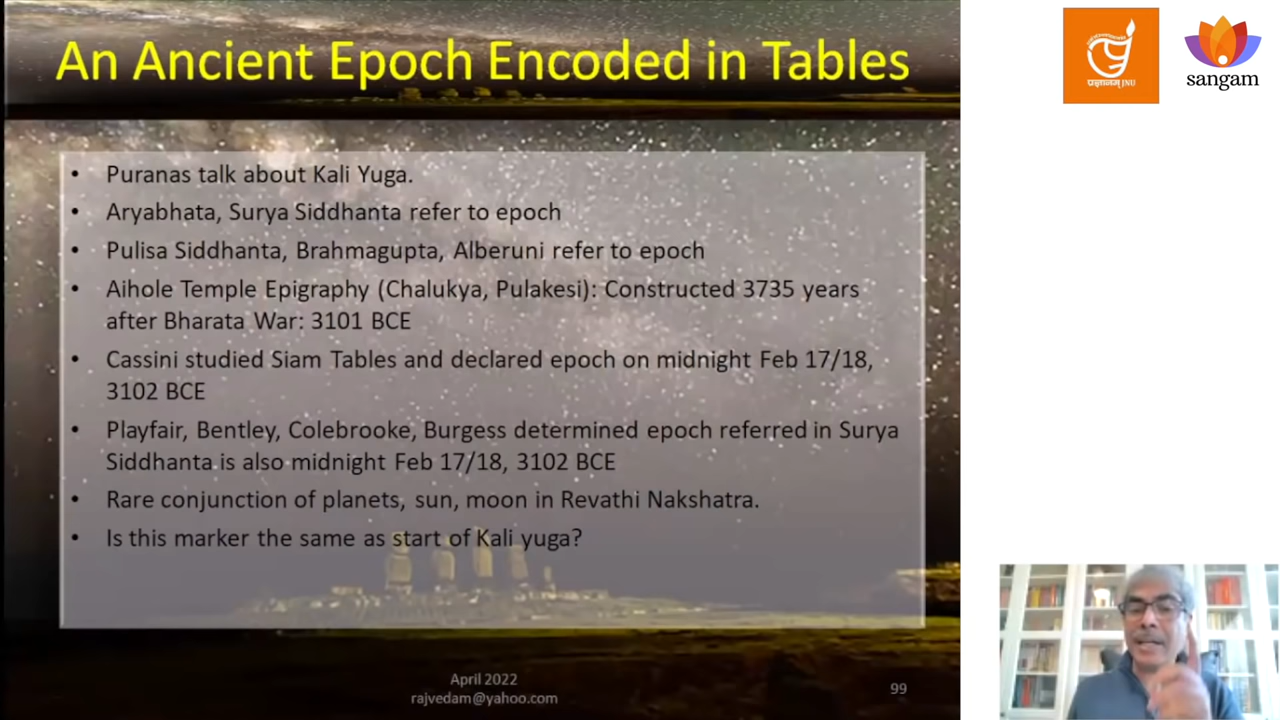 An Ancient Epoch Encoded in Tables
• Puranas talk about Kali Yuga.
• Aryabhata, Surya Siddhanta refer to epoch
• Pulisa Siddhanta, Brahmagupta, Alberuni refer to epoch
• Aihole Temple Epigraphy (Chalukya, Pulakesi): Constructed 3735 years
after Bharata War: 3101 BCE
• Cassini studied Siam Tables and declared epoch on midnight Feb 17/18,
3102 BCE
• Playfair, Bentley, Colebrooke, Burgess determined epoch referred in Surya
Siddhanta is also midnight Feb 17/18, 3102 BCE
• Rare conjunction of planets, sun, moon in Revathi Nakshatra.
• Is this marker the same as start of Kali yuga?
April 2022
rajvedam@yahoo.com
99
JNU
sangam